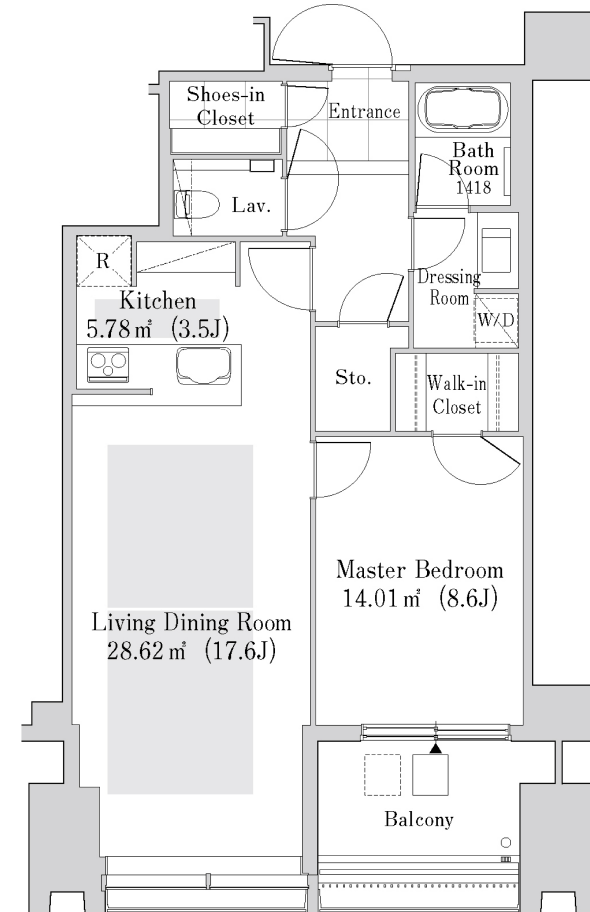 Shoes-in
Closet
Entrance
Bath
Room
1418
Lav.
R
Dressing
Room
Kitchen
5.78㎡ (3.5J)
W/D
Sto.
Walk-in
Closet
Master Bedroom
14.01㎡ (8.6J)
Living Dining Room
28.62㎡ (17.6J)
Balcony